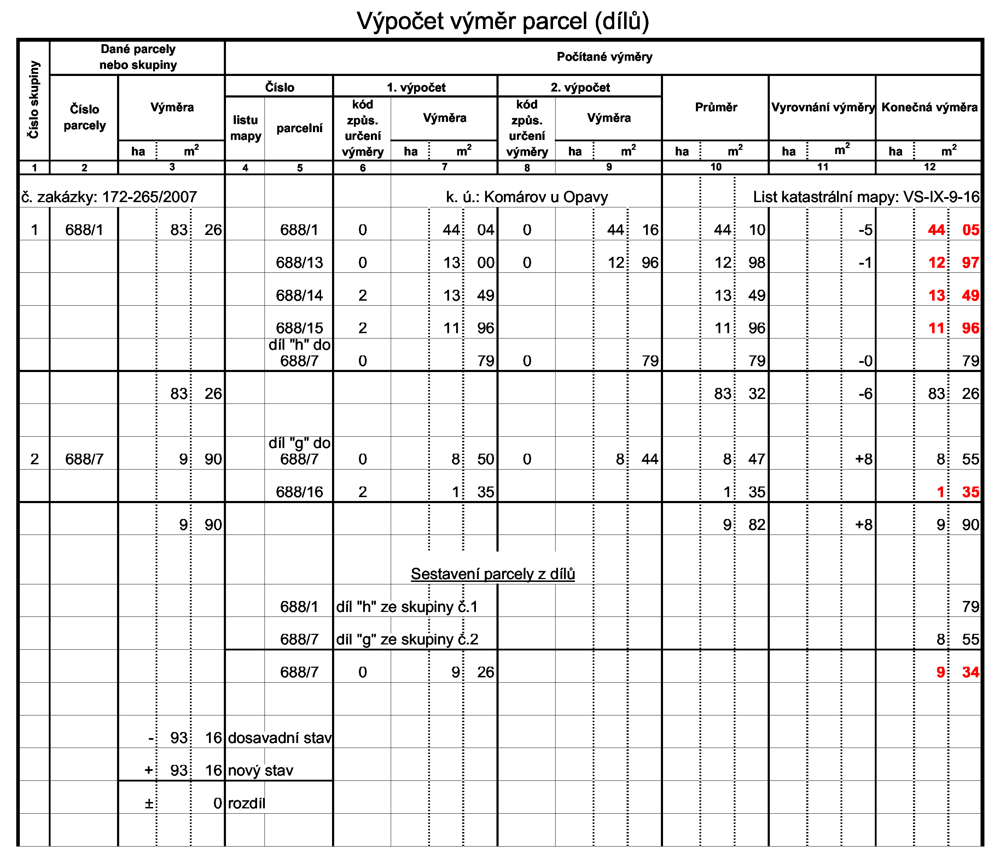 Výpočet výměr parcel (dílů)
Číslo skupiny
Dané parcely
nebo skupiny
Počítané výměry
Číslo
parcely
Výměra
Číslo
1. výpočet
2. výpočet
Průměr
Vyrovnání výměry
Konečná výměra
listu
mapy
parcelní
kód
způs.
určení
výměry
Výměra
kód
způs.
určení
výměry
Výměra
ha m2 ha m2 ha m2 ha m2 ha m2 ha m2
1 2 3 4 5 6 7 8 9 10 11 12
č. zakázky: 172-265/2007 k. ú.: Komárov u Opavy List katastrální mapy: VS-IX-9-16
1 688/1 83 26 688/1 0 44 04 0 44 16 44 10 -5 44 05
688/13 0 13 00 0 12 96 12 98 -1 12 97
688/14 2 13 49 13 49 13 49
688/15 2 11 96 11 96 11 96
díl "h" do
688/7 0 79 0 79 79 -0 79
83 26 83 32 -6 83 26
díl "g" do
2 688/7 9 90 688/7 0 8 50 0 8 44 8 47 +8 8 55
688/16 2 1 35 1 35 1 35
9 90 9 82 +8 9 90
Sestavení parcely z dílů
688/1 díl "h" ze skupiny č.1 79
688/7 díl "g" ze skupiny č.2 8 55
688/7 0 9 26 9 34
- 93 16 dosavadní stav
+ 93 16 nový stav
± 0 rozdíl